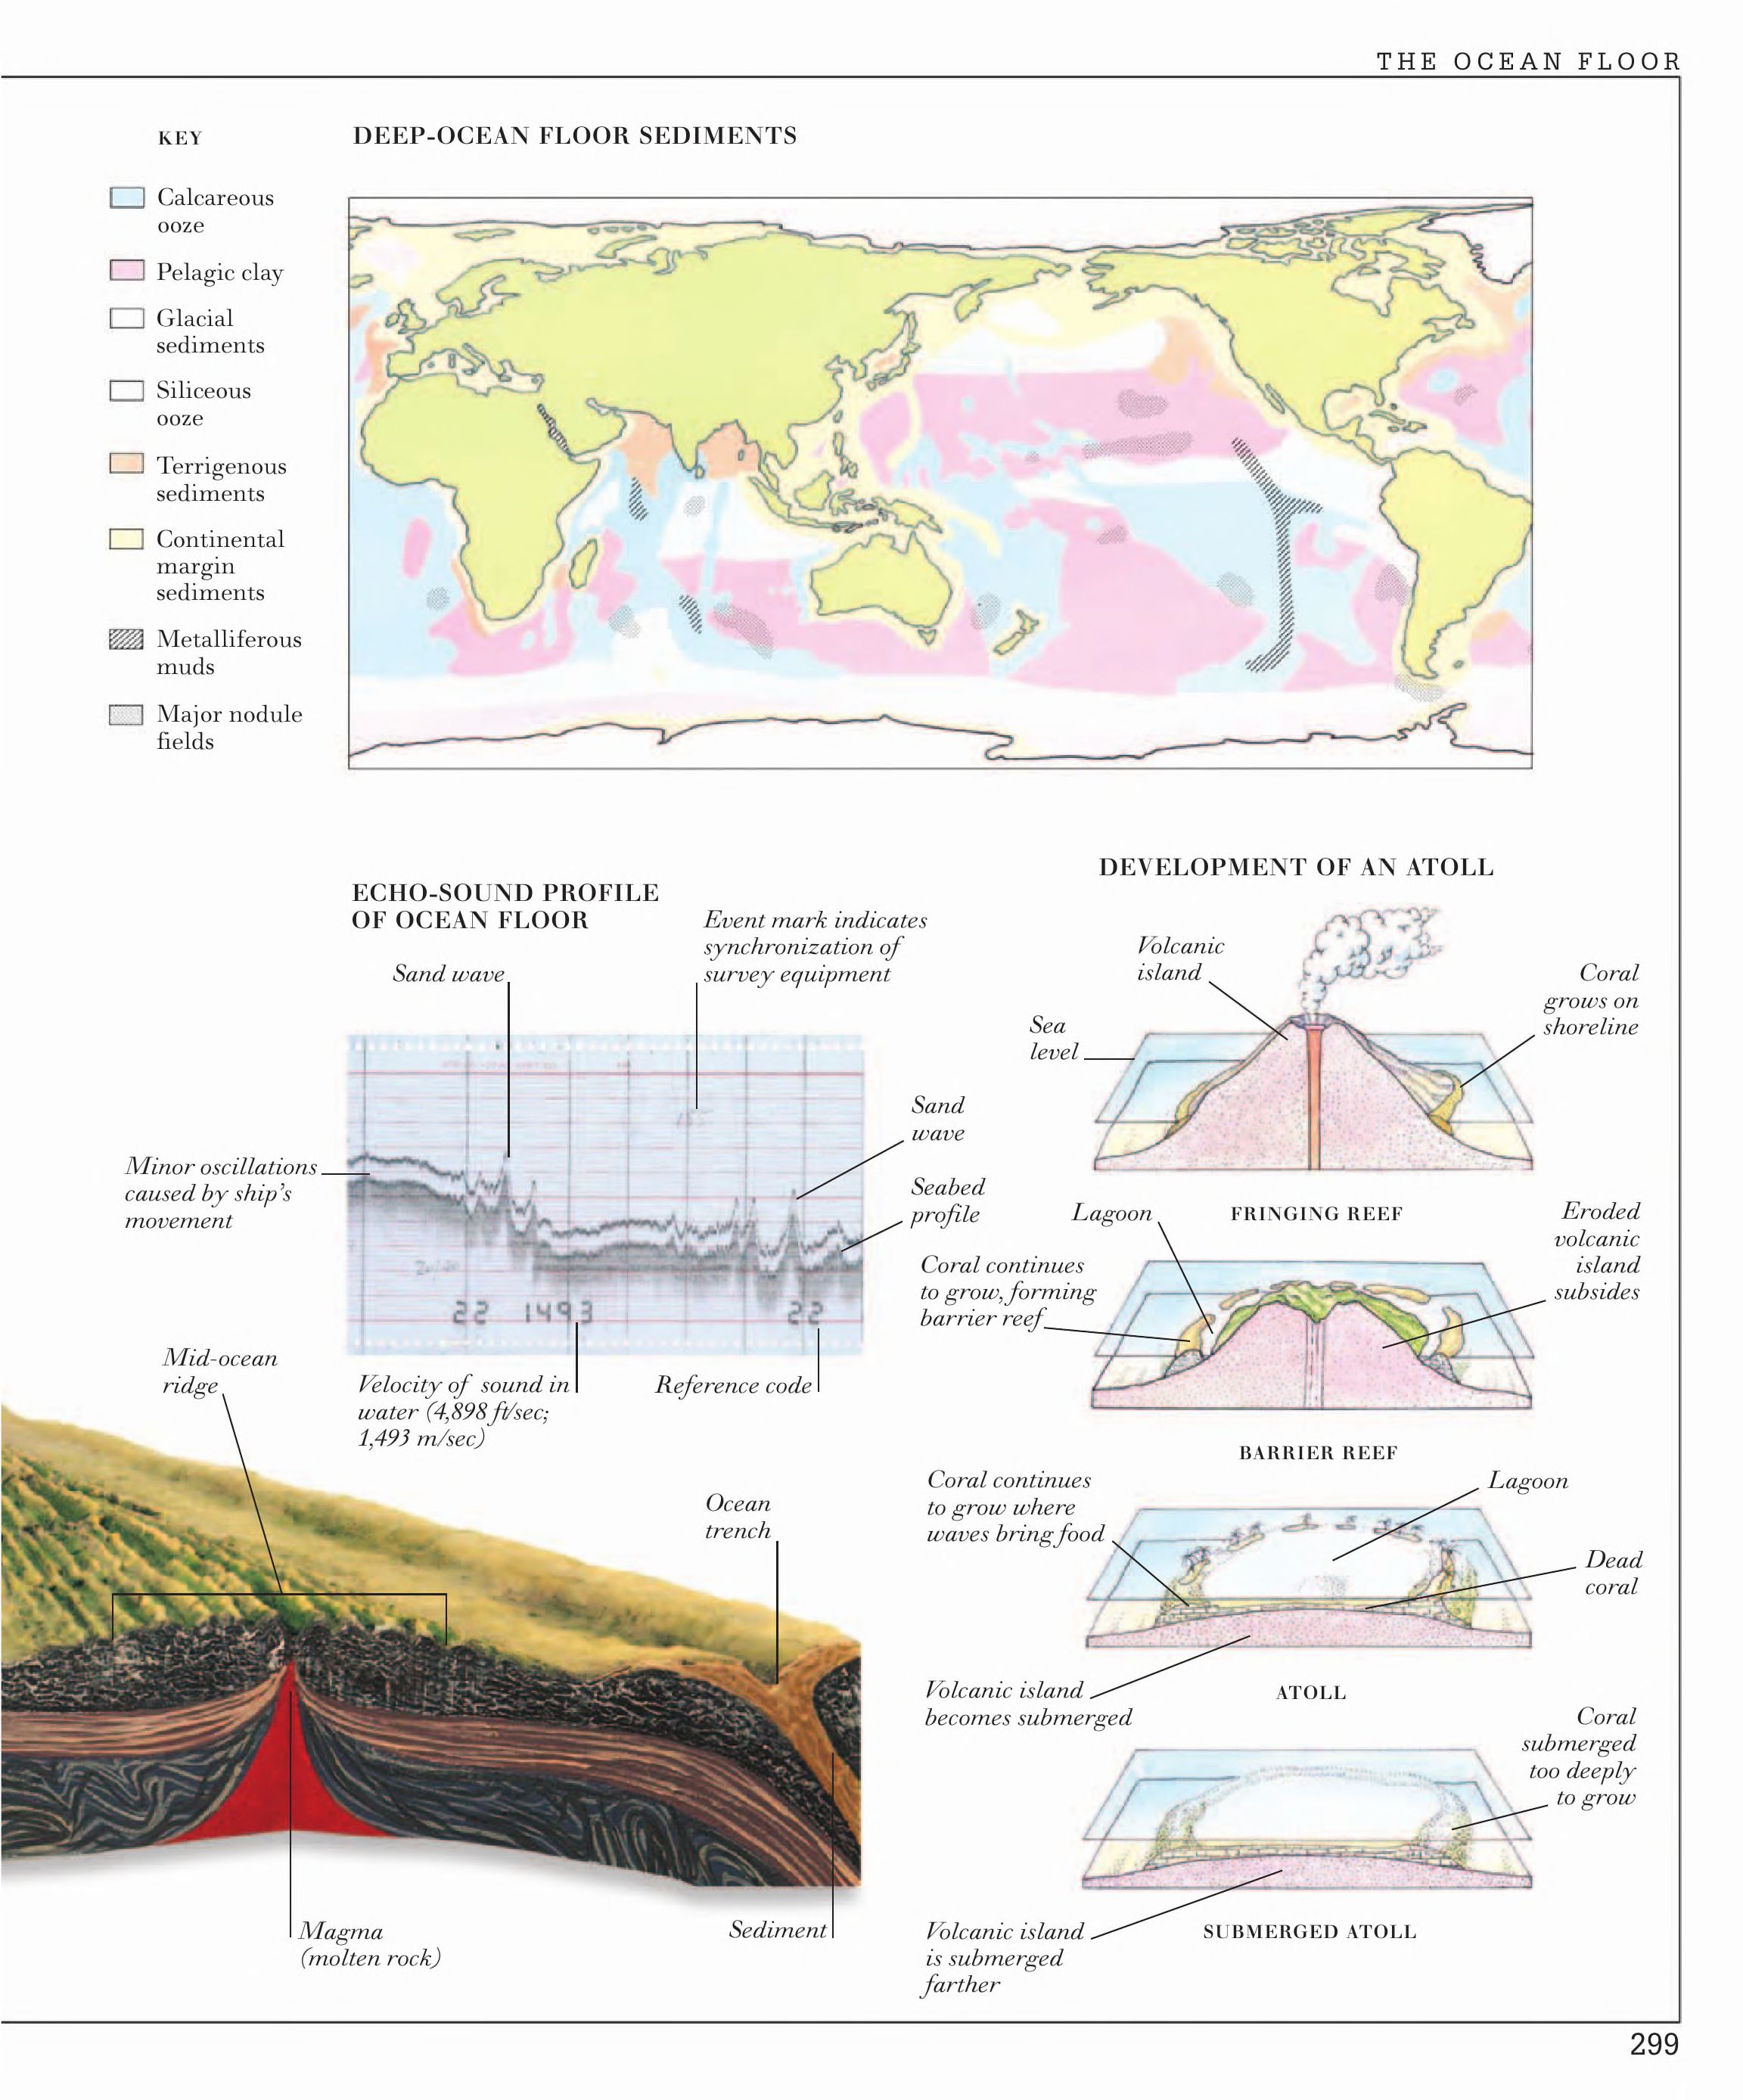 THE OCEAN FLOOR
KEY
Calcareous
ooze
Pelagic clay
Glacial
sediments
Siliceous
ooze
Terrigenous
sediments
Continental
margin
sediments
Metalliferous
muds
Major nodule
fields
DEEP-OCEAN FLOOR SEDIMENTS
ECHO-SOUND PROFILE
OF OCEAN FLOOR
Sand wave
Event mark indicates
synchronization of
survey equipment
Minor oscillations
caused by ship's
movement
Sand
wave
Seabed
profile
22 1493 22
Velocity of sound in
water (4,898 ft/sec;
1,493 m/sec)
Reference code
Mid-ocean
ridge
Ocean
trench
Magma
(molten rock)
Sediment
DEVELOPMENT OF AN ATOLL
Volcanic
island
Sea
level
Coral
grows on
shoreline
FRINGING REEF
Lagoon
Coral continues
to grow, forming
barrier reef
Eroded
volcanic
island
subsides
BARRIER REEF
Coral continues
to grow where
waves bring food
Lagoon
Dead
coral
Volcanic island
becomes submerged
ATOLL
Coral
submerged
too deeply
to grow
Volcanic island
is submerged
farther
SUBMERGED ATOLL
299